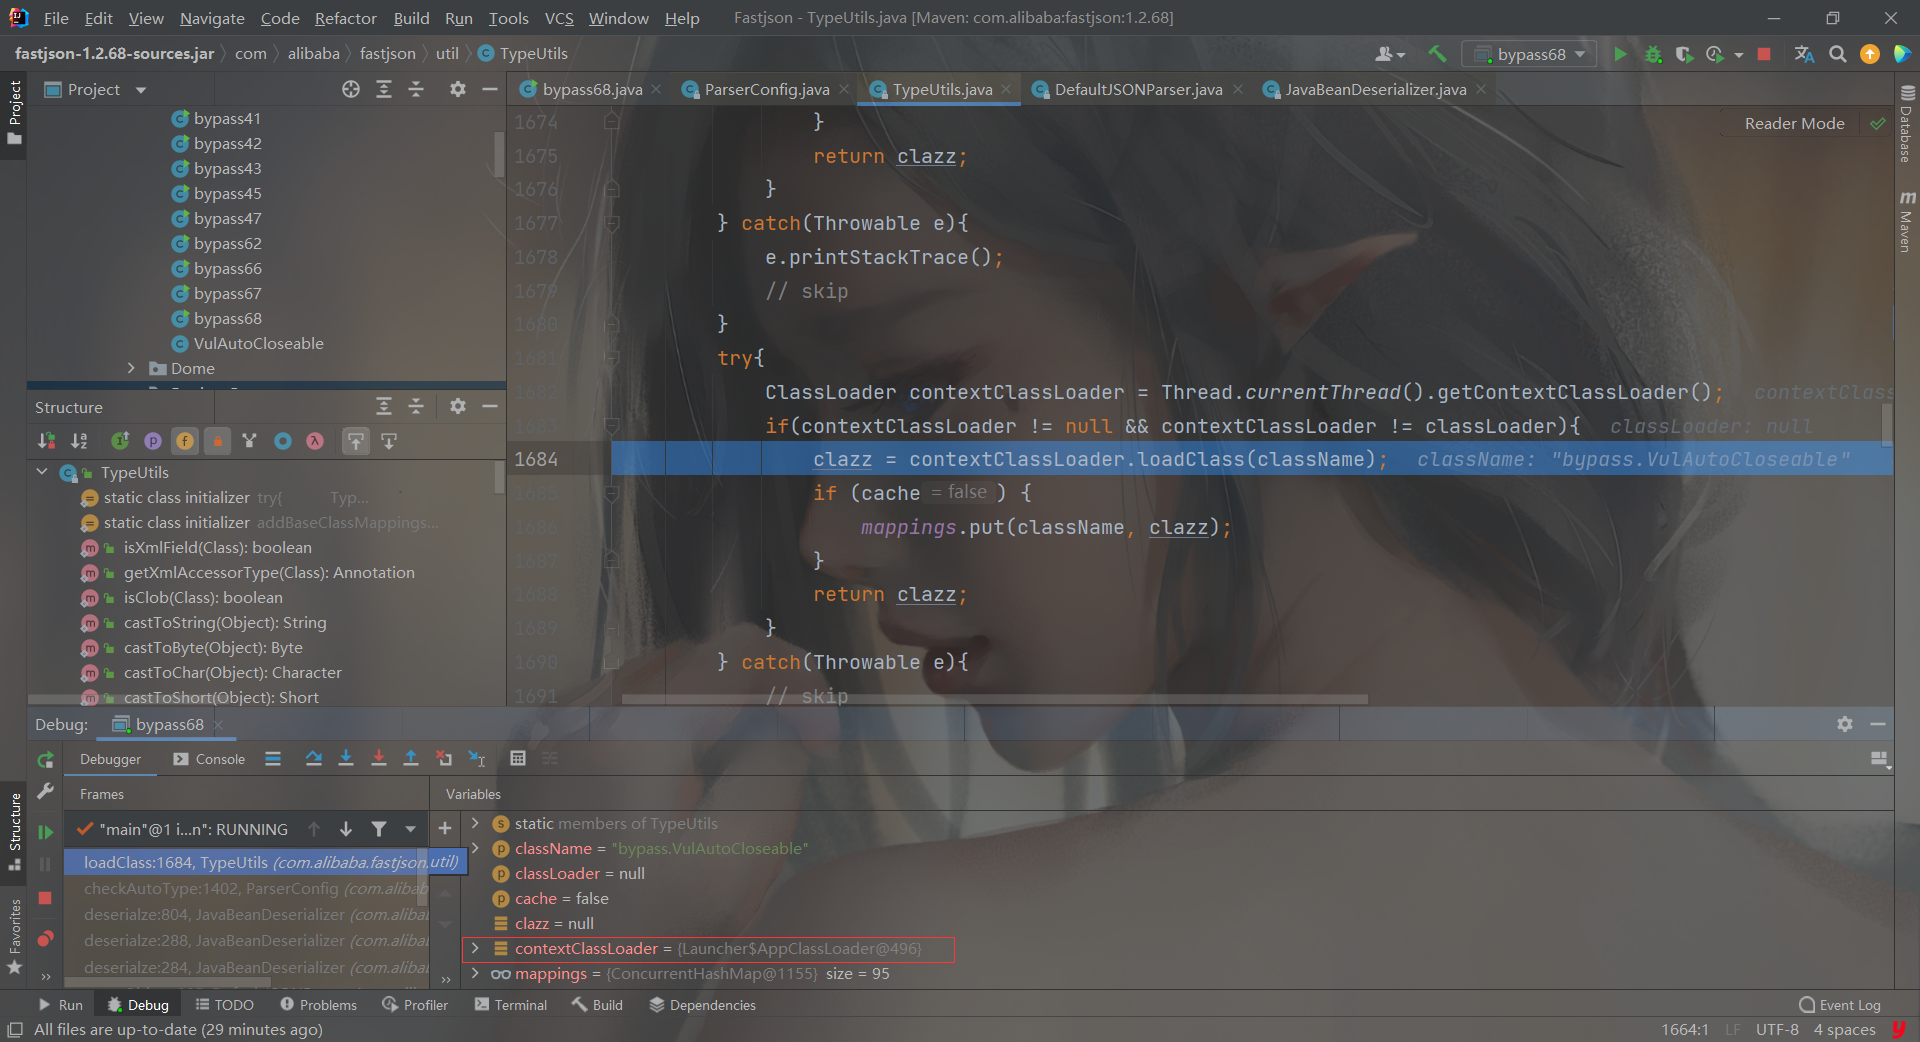 File Edit View Navigate Code Refactor Build Run Tools VCS Window Help Fastjson - TypeUtils.java [Maven: com.alibaba:fastjson:1.2.68]
fastjson-1.2.68-sources.jar com alibaba fastjson util TypeUtils bypass68
Project
bypass68.java ParserConfig.java TypeUtils.java DefaultJSONParser.java JavaBeanDeserializer.java
Project
bypass41
bypass42
bypass43
bypass45
bypass47
bypass62
bypass66
bypass67
bypass68
VulAutoCloseable
Dome
Structure
TypeUtils
static class initializer try{ Typ...
static class initializer addBaseClassMappings...
isXmlField(Class): boolean
getXmlAccessorType(Class): Annotation
isClob(Class): boolean
castToString(Object): String
castToByte(Object): Byte
castToChar(Object): Character
castToShort(Object): Short
Reader Mode
Database
Maven
1674 }
1675 return clazz;
1676 }
1677 } catch(Throwable e){
1678 e.printStackTrace();
1679 // skip
1680 }
1681 try{
1682 ClassLoader contextClassLoader = Thread.currentThread().getContextClassLoader(); contextClass
1683 if(contextClassLoader != null && contextClassLoader != classLoader){ classLoader: null
1684 clazz = contextClassLoader.loadClass(className); className: "bypass.VulAutoCloseable"
1685 if (cache = false ) {
1686 mappings.put(className, clazz);
1687 }
1688 return clazz;
1689 }
1690 } catch(Throwable e){
1691 // skip
Debug: bypass68
Debugger Console
Frames
Variables
"main"@1 i...n": RUNNING
loadClass:1684, TypeUtils (com.alibaba.fastjson.util)
checkAutoType:1402, ParserConfig (com.alibab
deserialze:804, JavaBeanDeserializer (com.aliba
deserialze:288, JavaBeanDeserializer (com.aliba
deserialze:284, JavaBeanDeserializer (com.aliba
static members of TypeUtils
className = "bypass.VulAutoCloseable"
classLoader = null
cache = false
clazz = null
contextClassLoader = {Launcher$AppClassLoader@496}
mappings = {ConcurrentHashMap@1155} size = 95
Structure
Favorites
Run Debug TODO Problems Profiler Terminal Build Dependencies Event Log
All files are up-to-date (29 minutes ago) 1664:1 LF UTF-8 4 spaces